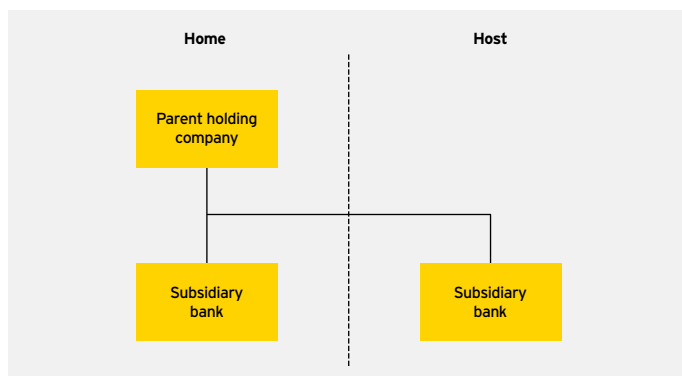 Home
Host
Parent holding
company
Subsidiary
bank
Subsidiary
bank